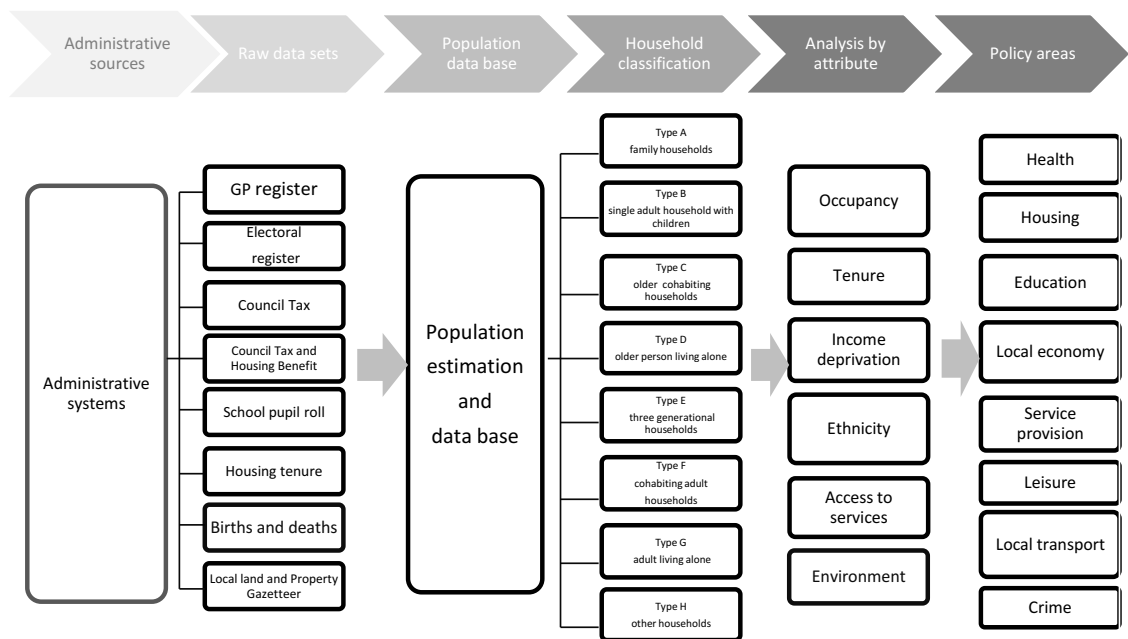 Administrative
sources
Raw data sets
Population
data base
Household
classification
Analysis by
attribute
Policy areas
Administrative
systems
GP register
Electoral
register
Council Tax
Council Tax and
Housing Benefit
School pupil roll
Housing tenure
Births and deaths
Local land and Property
Gazetteer
Population
estimation
and
data base
Type A
family households
Type B
single adult household with
children
Type C
older cohabiting
households
Type D
older person living alone
Type E
three generational
households
Type F
cohabiting adult
households
Type G
adult living alone
Type H
other households
Occupancy
Tenure
Income
deprivation
Ethnicity
Access to
services
Environment
Health
Housing
Education
Local economy
Service
provision
Leisure
Local transport
Crime